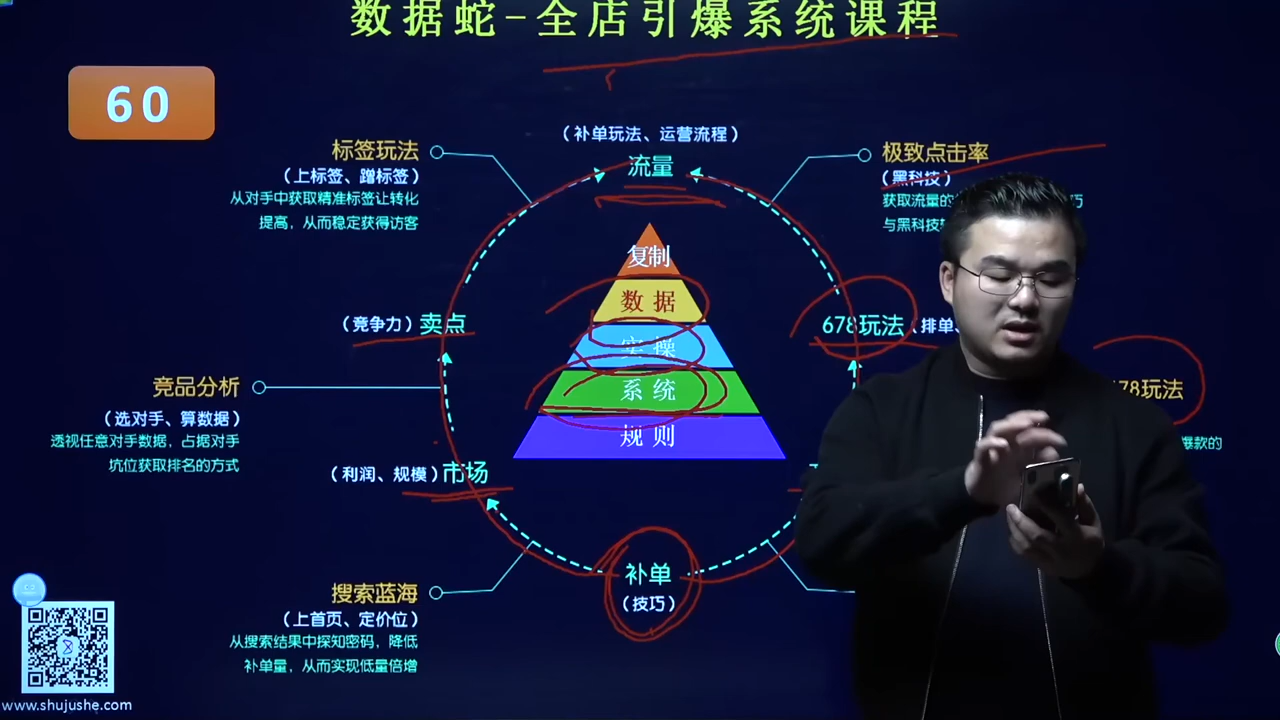 数据蛇-全店引爆系统课程
60
(补单玩法、运营流程)
流量
标签玩法
(上标签、蹭标签)
从对手中获取精准标签让转化
提高，从而稳定获得访客
极致点击率
(黑科技)
获取流量的
巧
与黑科技
复制
数据
实操
系统
规则
(竞争力) 卖点
678玩法 (排单
竞品分析
(选对手、算数据)
透视任意对手数据，占据对手
坑位获取排名的方式
78玩法
爆款的
(利润、规模) 市场
补单
(技巧)
搜索蓝海
(上首页、定价位)
从搜索结果中探知密码，降低
补单量，从而实现低量倍增
www.shujushe.com